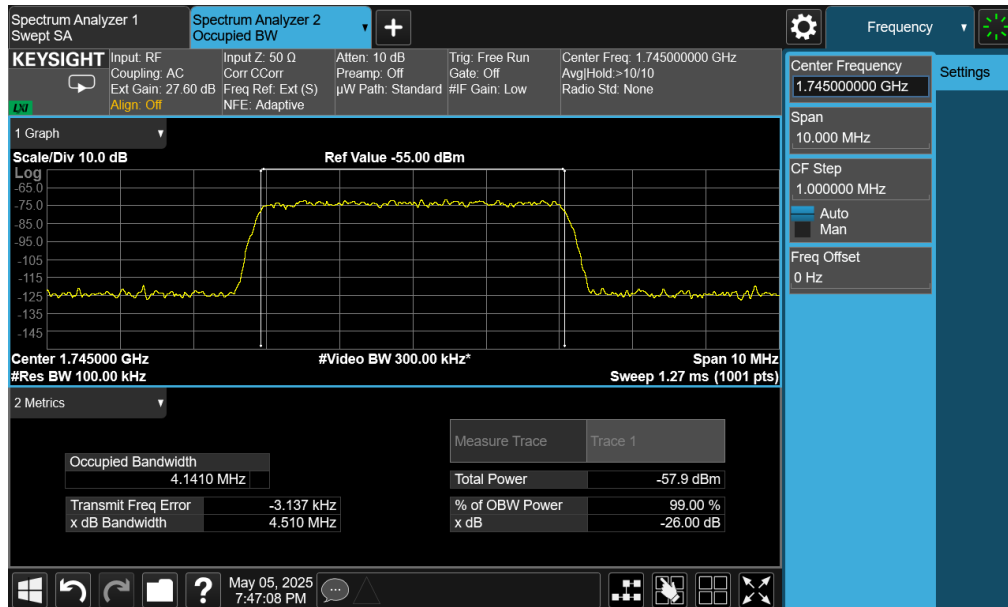 Spectrum Analyzer 1
Swept SA
Spectrum Analyzer 2
Occupied BW
▼
+
Frequency
▼
KEYSIGHT
LXI
Input: RF
Coupling: AC
Ext Gain: 27.60 dB
Align: Off
Input Z: 50 Ω
Corr CCorr
Freq Ref: Ext (S)
NFE: Adaptive
Atten: 10 dB
Preamp: Off
µW Path: Standard
Trig: Free Run
Gate: Off
#IF Gain: Low
Center Freq: 1.745000000 GHz
Avg|Hold:>10/10
Radio Std: None
Center Frequency
1.745000000 GHz
Settings
Span
10.000 MHz
CF Step
1.000000 MHz
Auto
Man
Freq Offset
0 Hz
1 Graph ▼
Scale/Div 10.0 dB
Ref Value -55.00 dBm
Log
-65.0
-75.0
-85.0
-95.0
-105
-115
-125
-135
-145
Center 1.745000 GHz
#Video BW 300.00 kHz*
Span 10 MHz
#Res BW 100.00 kHz
Sweep 1.27 ms (1001 pts)
2 Metrics ▼
Measure Trace Trace 1
Occupied Bandwidth
4.1410 MHz
Total Power -57.9 dBm
Transmit Freq Error -3.137 kHz
% of OBW Power 99.00 %
x dB Bandwidth 4.510 MHz
x dB -26.00 dB
?
May 05, 2025
7:47:08 PM